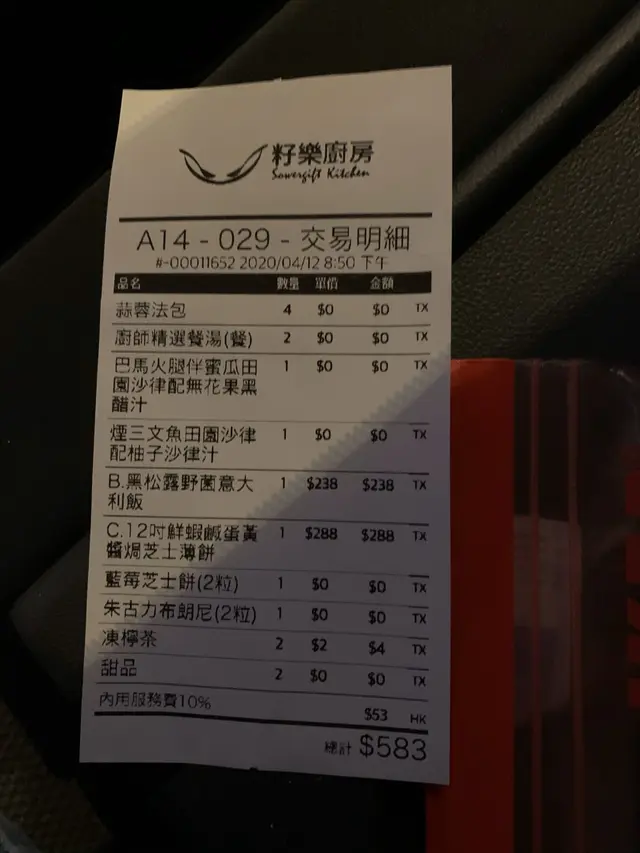 籽樂廚房
Sowergift Kitchen
A14 - 029 - 交易明細
#-00011652 2020/04/12 8:50 下午
品名 數量 單價 金額
蒜蓉法包 4 $0 $0 TX
廚師精選餐湯(餐) 2 $0 $0 TX
巴馬火腿伴蜜瓜田 1 $0 $0 TX
園沙律配無花果黑
醋汁
煙三文魚田園沙律 1 $0 $0 TX
配柚子沙律汁
B.黑松露野菌意大 1 $238 $238 TX
利飯
C.12吋鮮蝦鹹蛋黃 1 $288 $288 TX
醬焗芝士薄餅
藍莓芝士餅(2粒) 1 $0 $0 TX
朱古力布朗尼(2粒) 1 $0 $0 TX
凍檸茶 2 $2 $4 TX
甜品 2 $0 $0 TX
內用服務費10% $53 HK
總計 $583